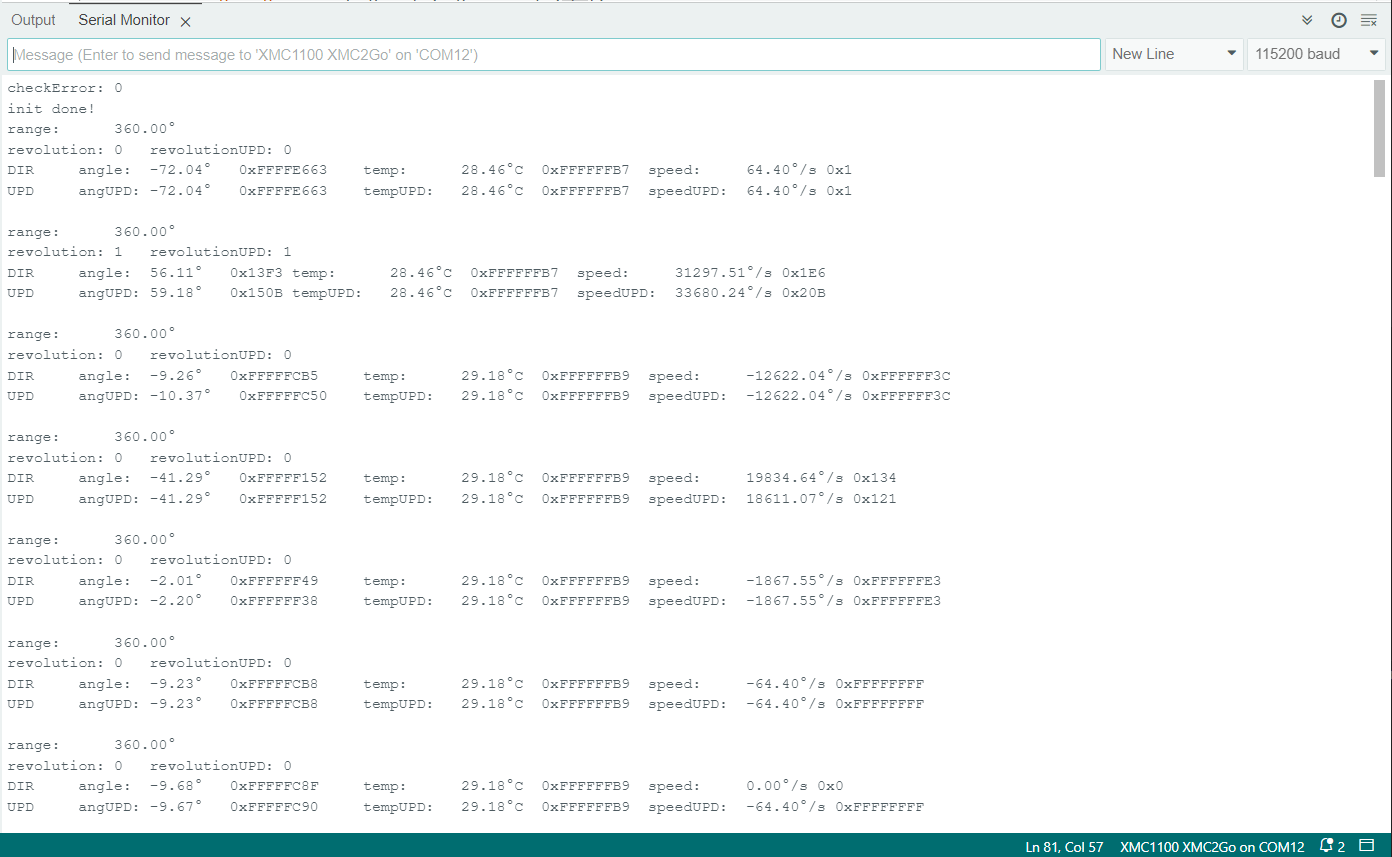 Output Serial Monitor
Message (Enter to send message to 'XMC1100 XMC2Go' on 'COM12') New Line 115200 baud
checkError: 0
init done!
range: 360.00°
revolution: 0 revolutionUPD: 0
DIR angle: -72.04° 0xFFFFE663 temp: 28.46°C 0xFFFFFFB7 speed: 64.40°/s 0x1
UPD angUPD: -72.04° 0xFFFFE663 tempUPD: 28.46°C 0xFFFFFFB7 speedUPD: 64.40°/s 0x1
range: 360.00°
revolution: 1 revolutionUPD: 1
DIR angle: 56.11° 0x13F3 temp: 28.46°C 0xFFFFFFB7 speed: 31297.51°/s 0x1E6
UPD angUPD: 59.18° 0x150B tempUPD: 28.46°C 0xFFFFFFB7 speedUPD: 33680.24°/s 0x20B
range: 360.00°
revolution: 0 revolutionUPD: 0
DIR angle: -9.26° 0xFFFFFCB5 temp: 29.18°C 0xFFFFFFB9 speed: -12622.04°/s 0xFFFFFF3C
UPD angUPD: -10.37° 0xFFFFFC50 tempUPD: 29.18°C 0xFFFFFFB9 speedUPD: -12622.04°/s 0xFFFFFF3C
range: 360.00°
revolution: 0 revolutionUPD: 0
DIR angle: -41.29° 0xFFFFF152 temp: 29.18°C 0xFFFFFFB9 speed: 19834.64°/s 0x134
UPD angUPD: -41.29° 0xFFFFF152 tempUPD: 29.18°C 0xFFFFFFB9 speedUPD: 18611.07°/s 0x121
range: 360.00°
revolution: 0 revolutionUPD: 0
DIR angle: -2.01° 0xFFFFFF49 temp: 29.18°C 0xFFFFFFB9 speed: -1867.55°/s 0xFFFFFFE3
UPD angUPD: -2.20° 0xFFFFFF38 tempUPD: 29.18°C 0xFFFFFFB9 speedUPD: -1867.55°/s 0xFFFFFFE3
range: 360.00°
revolution: 0 revolutionUPD: 0
DIR angle: -9.23° 0xFFFFFCB8 temp: 29.18°C 0xFFFFFFB9 speed: -64.40°/s 0xFFFFFFFF
UPD angUPD: -9.23° 0xFFFFFCB8 tempUPD: 29.18°C 0xFFFFFFB9 speedUPD: -64.40°/s 0xFFFFFFFF
range: 360.00°
revolution: 0 revolutionUPD: 0
DIR angle: -9.68° 0xFFFFFC8F temp: 29.18°C 0xFFFFFFB9 speed: 0.00°/s 0x0
UPD angUPD: -9.67° 0xFFFFFC90 tempUPD: 29.18°C 0xFFFFFFB9 speedUPD: -64.40°/s 0xFFFFFFFF
Ln 81, Col 57 XMC1100 XMC2Go on COM12 2